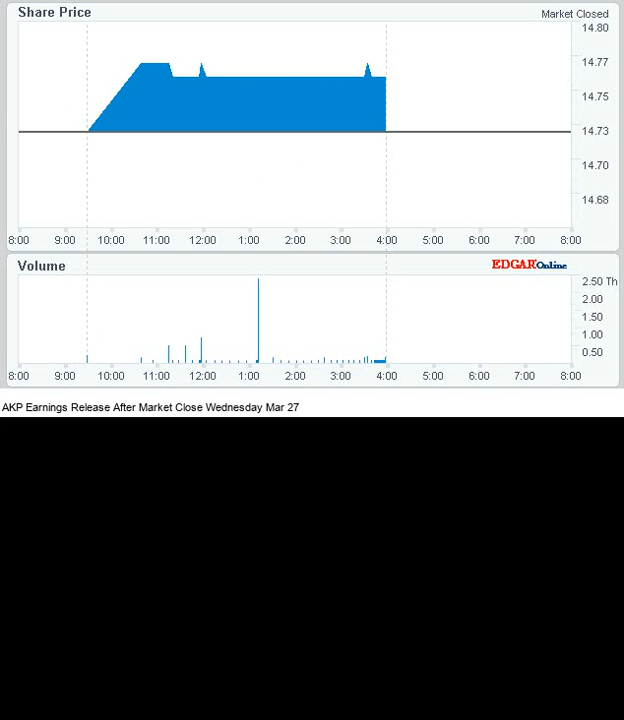 Share Price
Market Closed
14.80
14.77
14.75
14.73
14.70
14.68
8:00 9:00 10:00 11:00 12:00 1:00 2:00 3:00 4:00 5:00 6:00 7:00 8:00
Volume
EDGAR Online
2.50 Th
2.00
1.50
1.00
0.50
8:00 9:00 10:00 11:00 12:00 1:00 2:00 3:00 4:00 5:00 6:00 7:00 8:00
AKP Earnings Release After Market Close Wednesday Mar 27